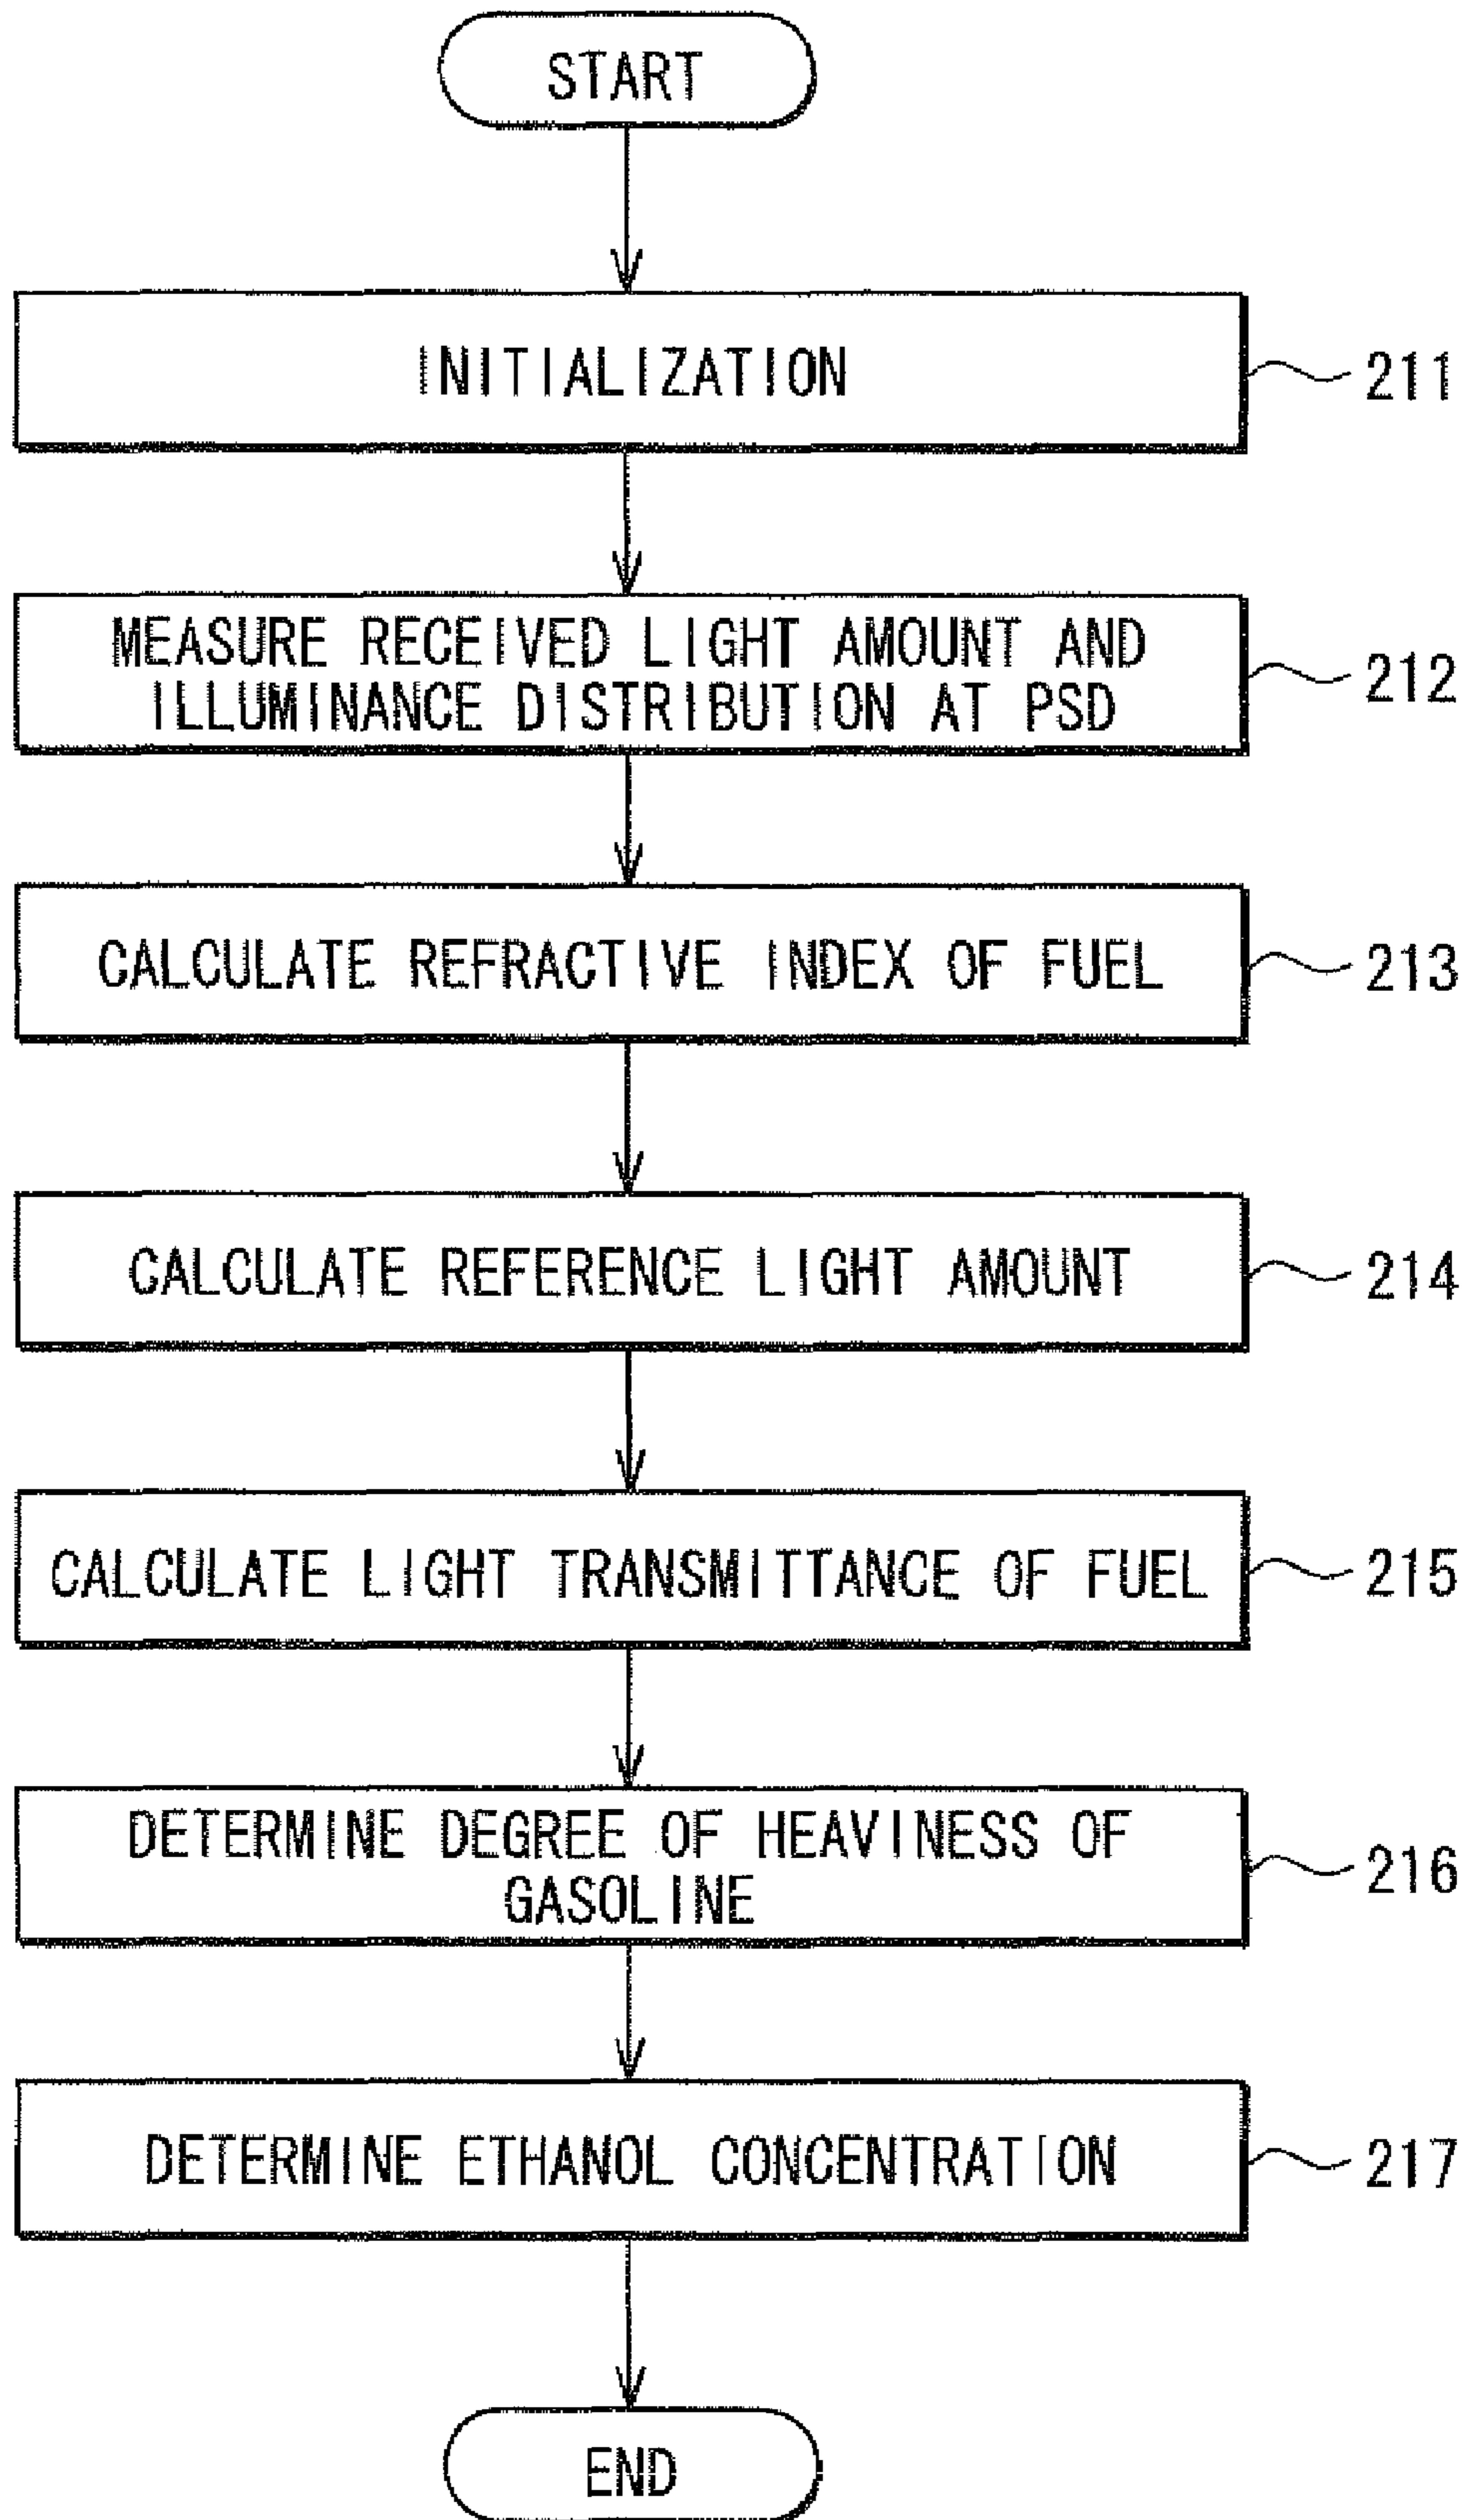 START
INITIALIZATION
211
MEASURE RECEIVED LIGHT AMOUNT AND
ILLUMINANCE DISTRIBUTION AT PSD
212
CALCULATE REFRACTIVE INDEX OF FUEL
213
CALCULATE REFERENCE LIGHT AMOUNT
214
CALCULATE LIGHT TRANSMITTANCE OF FUEL
215
DETERMINE DEGREE OF HEAVINESS OF
GASOLINE
216
DETERMINE ETHANOL CONCENTRATION
217
END